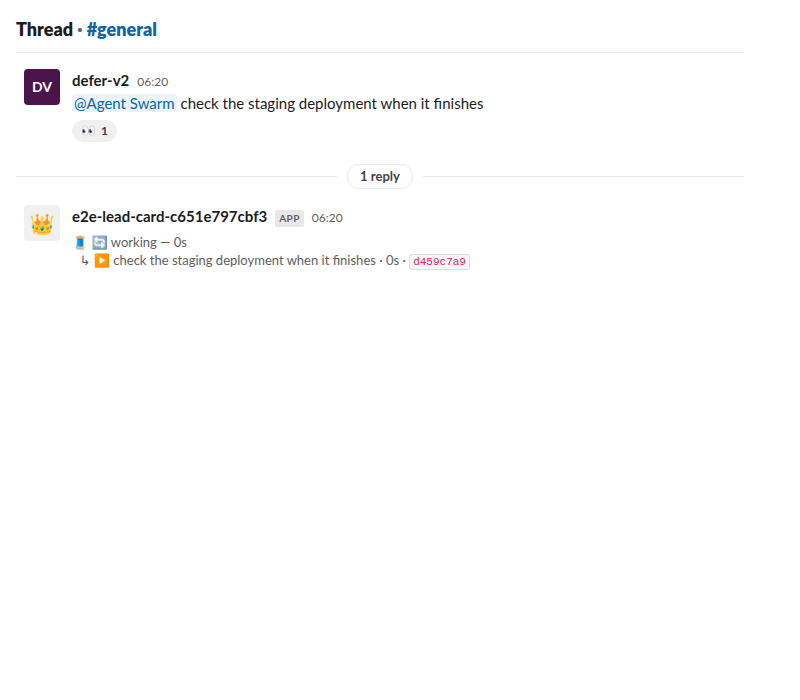 Thread • #general
DV
defer-v2 06:20
@Agent Swarm check the staging deployment when it finishes
👀 1
1 reply
e2e-lead-card-c651e797cbf3 APP 06:20
🧵 🔄 working — 0s
↳ ▶️ check the staging deployment when it finishes · 0s · d459c7a9